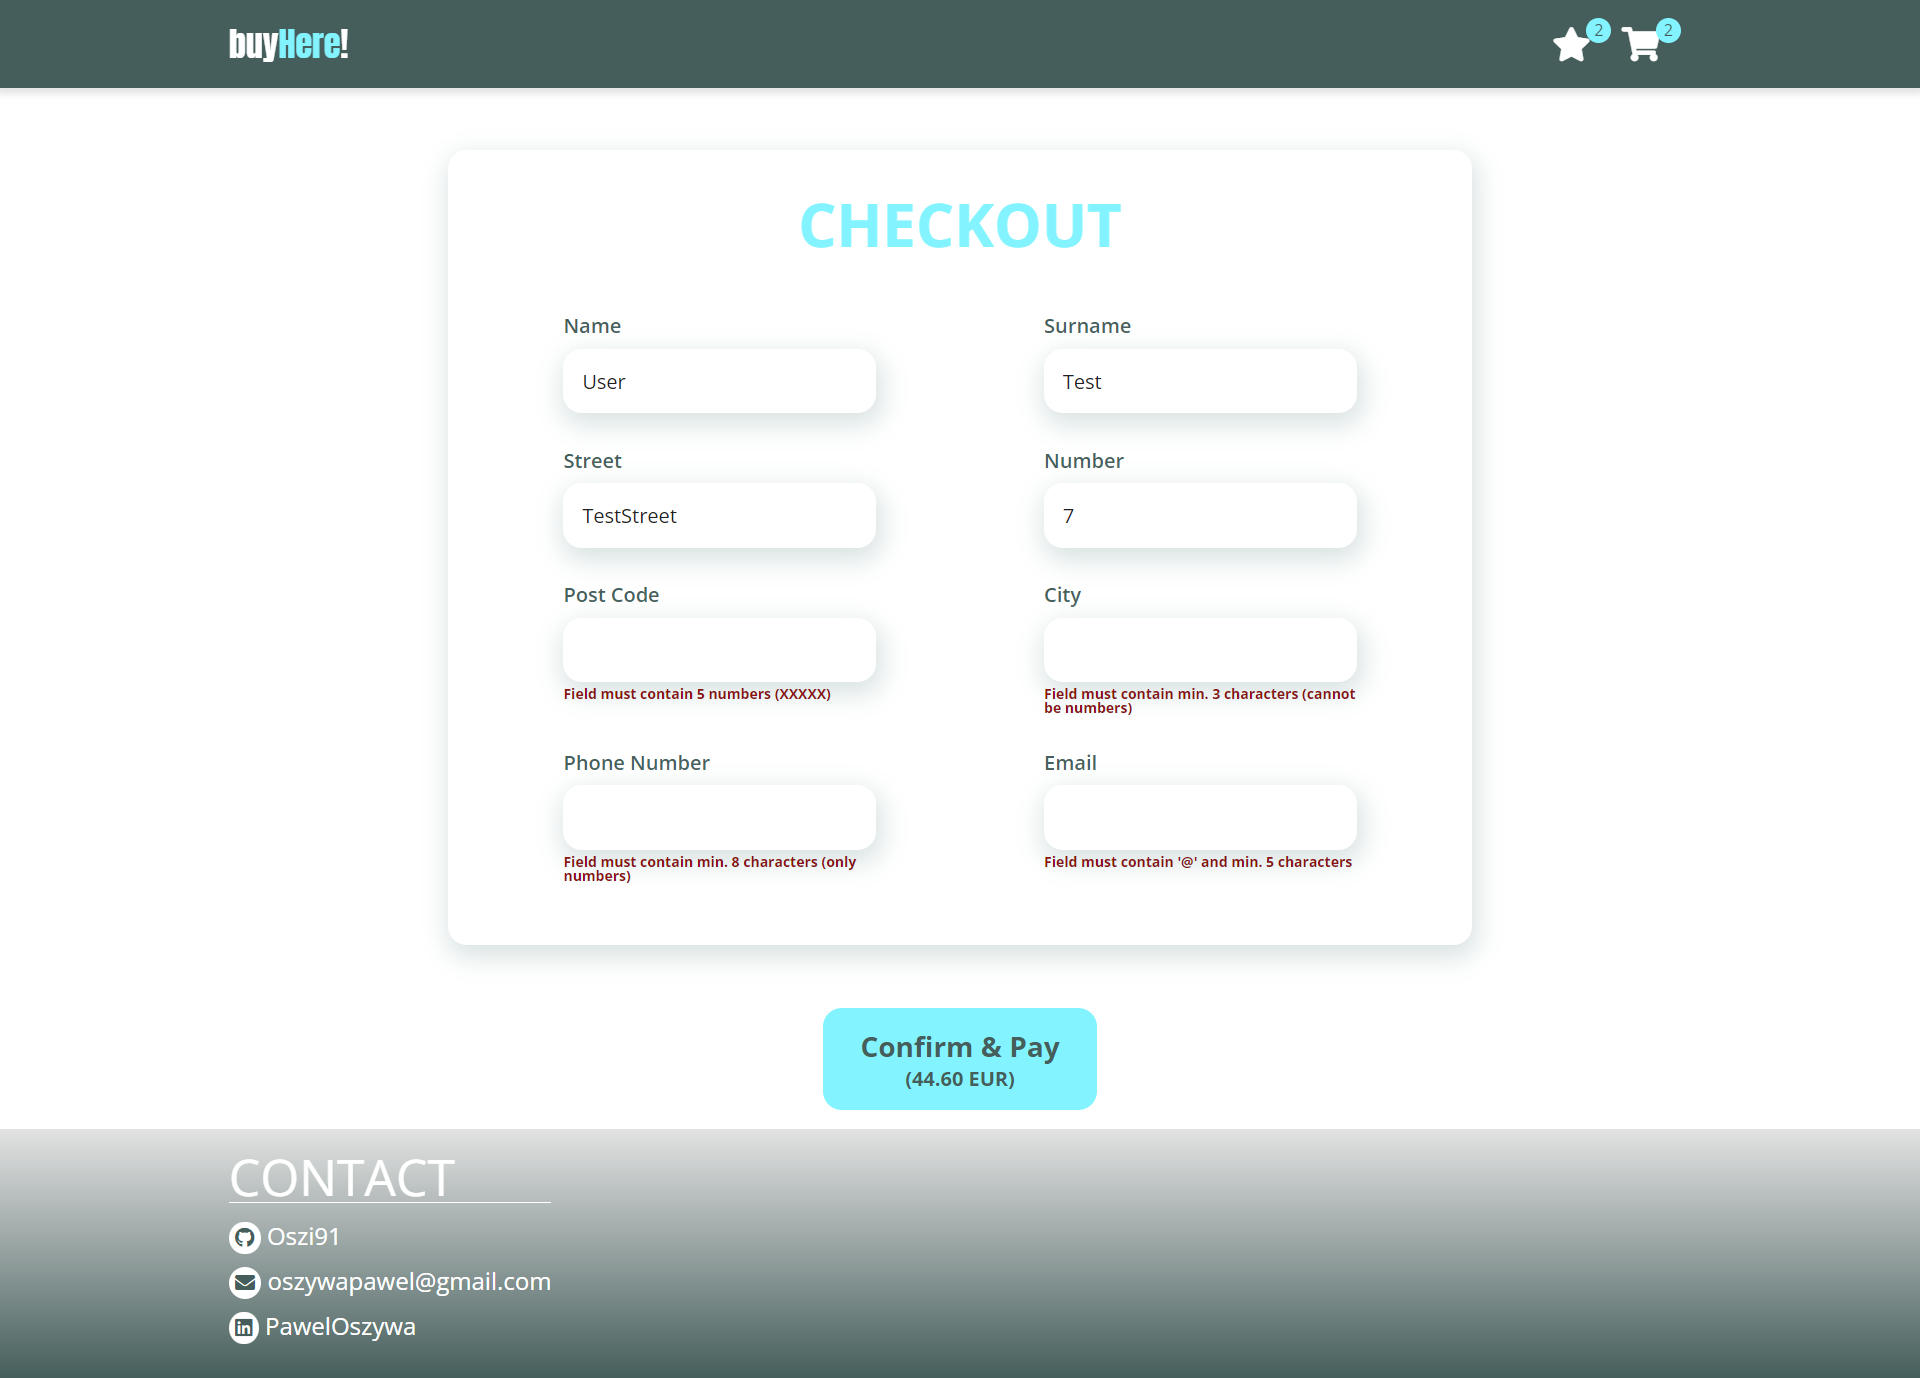 buyHere!
2
2
CHECKOUT
Name
Surname
User
Test
Street
Number
TestStreet
7
Post Code
City
Field must contain 5 numbers (XXXXX)
Field must contain min. 3 characters (cannot
be numbers)
Phone Number
Email
Field must contain min. 8 characters (only
numbers)
Field must contain '@' and min. 5 characters
Confirm & Pay
(44.60 EUR)
CONTACT
Oszi91
oszywapawel@gmail.com
in
PawelOszywa